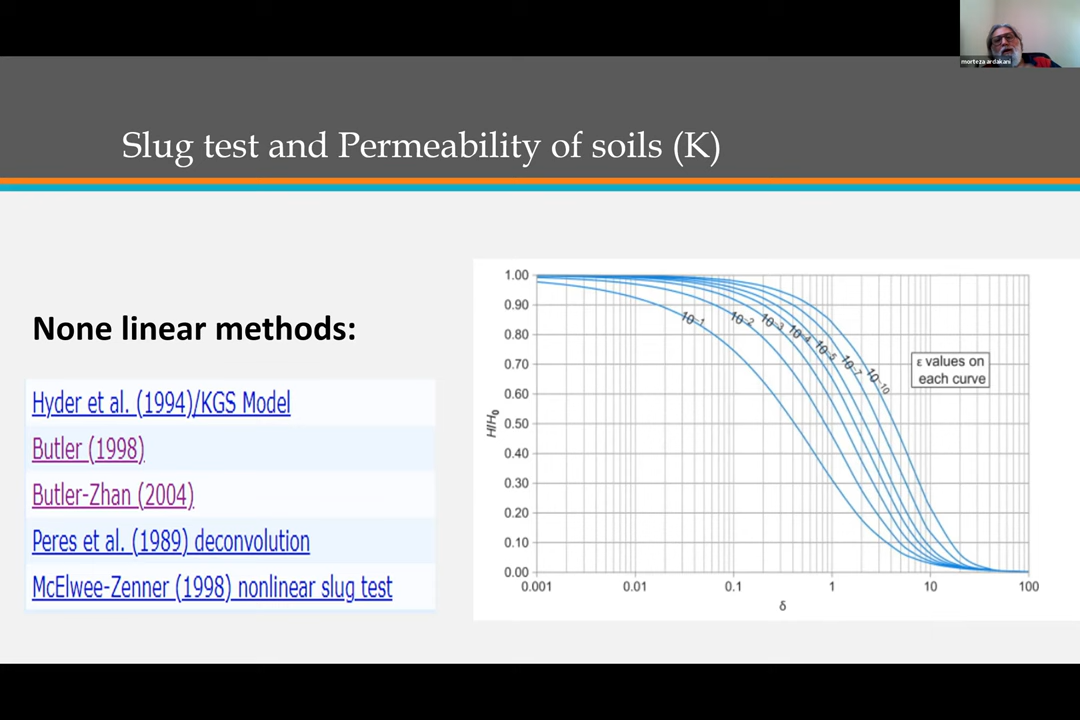 morteza ardakani
Slug test and Permeability of soils (K)
None linear methods:
Hyder et al. (1994)/KGS Model
Butler (1998)
Butler-Zhan (2004)
Peres et al. (1989) deconvolution
McElwee-Zenner (1998) nonlinear slug test
1.00
0.90
0.80
0.70
0.60
0.50
0.40
0.30
0.20
0.10
0.00
H/H₀
10⁻¹
10⁻²
10⁻³
10⁻⁴
10⁻⁵
10⁻⁷
10⁻¹⁰
ε values on
each curve
0.001 0.01 0.1 1 10 100
δ